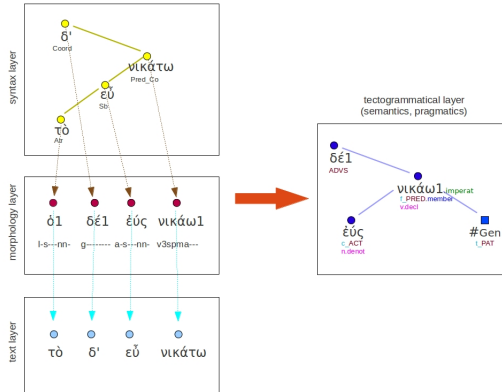 syntax layer
δ'
Coord
νικάτω
Pred_Co
εὖ
Sb
τὸ
Atr
morphology layer
ὁ1 δέ1 ἐύς νικάω1
l-s---nn- g-------- a-s---nn- v3spma---
text layer
τὸ δ' εὖ νικάτω
tectogrammatical layer
(semantics, pragmatics)
δέ1
ADVS
νικάω1.imperat
f_PRED.member
v.decl
ἐύς
c_ACT
n.denot
#Gen
t_PAT